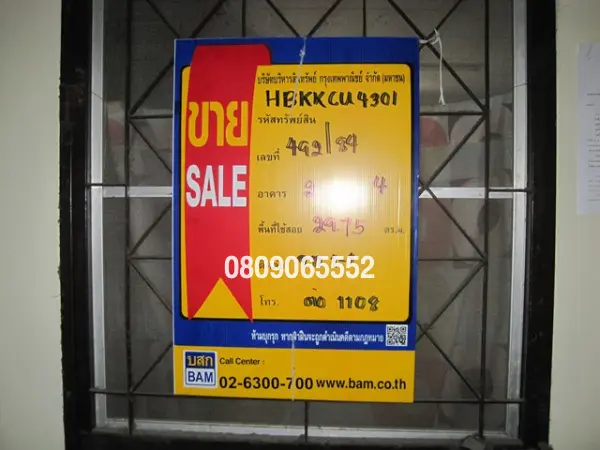 บริษัทบริหารสินทรัพย์ กรุงเทพพาณิชย์ จำกัด (มหาชน)
ขาย
SALE
HBKKCU4301
รหัสทรัพย์สิน
เลขที่ 492/84
อาคาร 4
พื้นที่ใช้สอย 29.75 ตร.ม.
0809065552
โทร. ต่อ 1108
ห้ามบุกรุก หากฝ่าฝืนจะถูกดำเนินคดีตามกฎหมาย
บสก
BAM
Call Center :
02-6300-700 www.bam.co.th